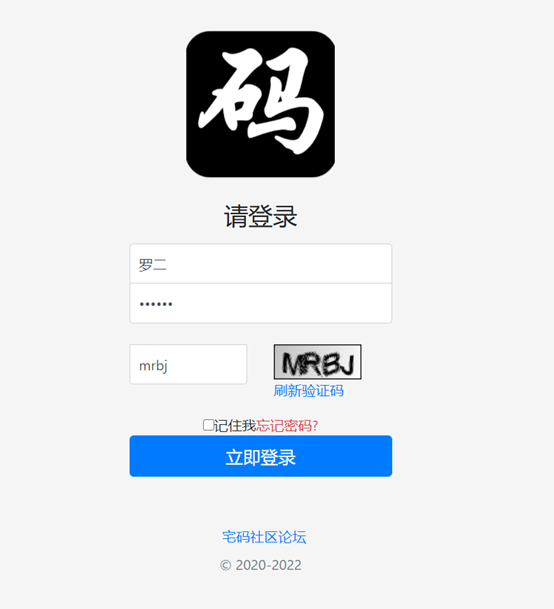 码
请登录
罗二
••••••
mrbj MRBJ
刷新验证码
记住我忘记密码?
立即登录
宅码社区论坛
© 2020-2022